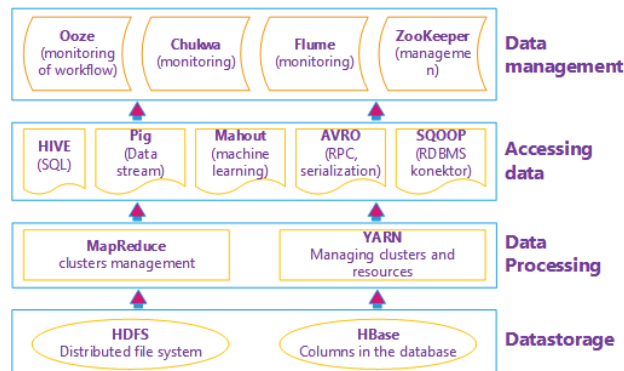 Ooze
(monitoring
of workflow)
Chukwa
(monitoring)
Flume
(monitoring)
ZooKeeper
(managemen
n)
Data
management
HIVE
(SQL)
Pig
(Data
stream)
Mahout
(machine
learning)
AVRO
(RPC,
serialization)
SQOOP
(RDBMS
konektor)
Accessing
data
MapReduce
clusters management
YARN
Managing clusters and
resources
Data
Processing
HDFS
Distributed file system
HBase
Columns in the database
Datastorage